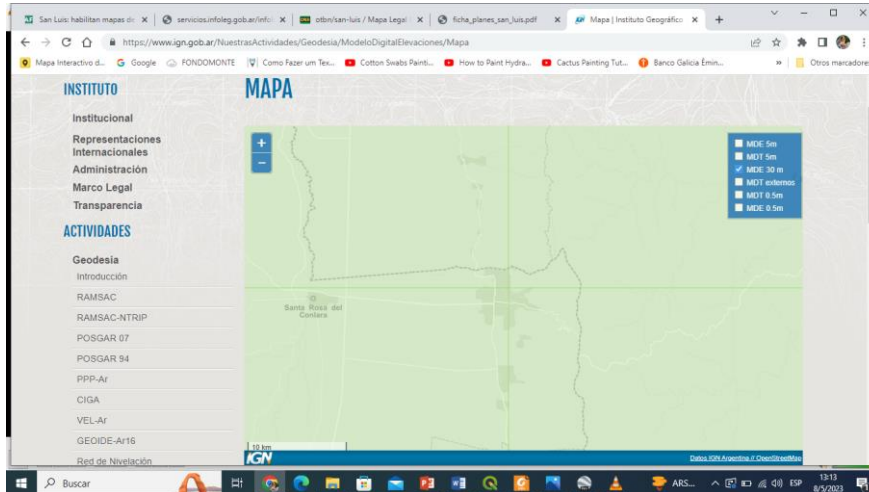 San Luis: habilitan mapas de
servicios.infoleg.gob.ar/infol
otbn/san-luis / Mapa Legal
ficha_planes_san_luis.pdf
Mapa | Instituto Geográfico
https://www.ign.gob.ar/NuestrasActividades/Geodesia/ModeloDigitalElevaciones/Mapa
Mapa Interactivo d...
Google
FONDOMONTE
Como Fazer um Tex...
Cotton Swabs Painti...
How to Paint Hydra...
Cactus Painting Tut...
Banco Galicia Émin...
»
Otros marcadores
INSTITUTO
Institucional
Representaciones
Internacionales
Administración
Marco Legal
Transparencia
ACTIVIDADES
Geodesia
Introducción
RAMSAC
RAMSAC-NTRIP
POSGAR 07
POSGAR 94
PPP-Ar
CIGA
VEL-Ar
GEOIDE-Ar16
Red de Nivelación
MAPA
+
−
MDE 5m
MDT 5m
MDE 30 m
MDT externos
MDT 0.5m
MDE 0.5m
Santa Rosa del
Conlara
10 km
IGN
Datos IGN Argentina // OpenStreetMap
Buscar
ARS...
ESP
13:13
8/5/2023